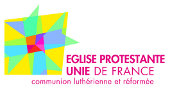 EGLISE PROTESTANTE
UNIE DE FRANCE
communion luthérienne et réformée